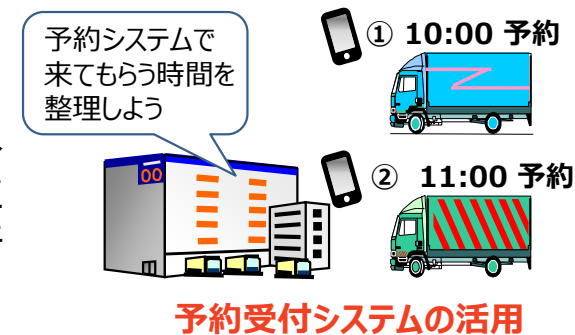 予約システムで
来てもらう時間を
整理しよう
① 10:00 予約
00
② 11:00 予約
予約受付システムの活用